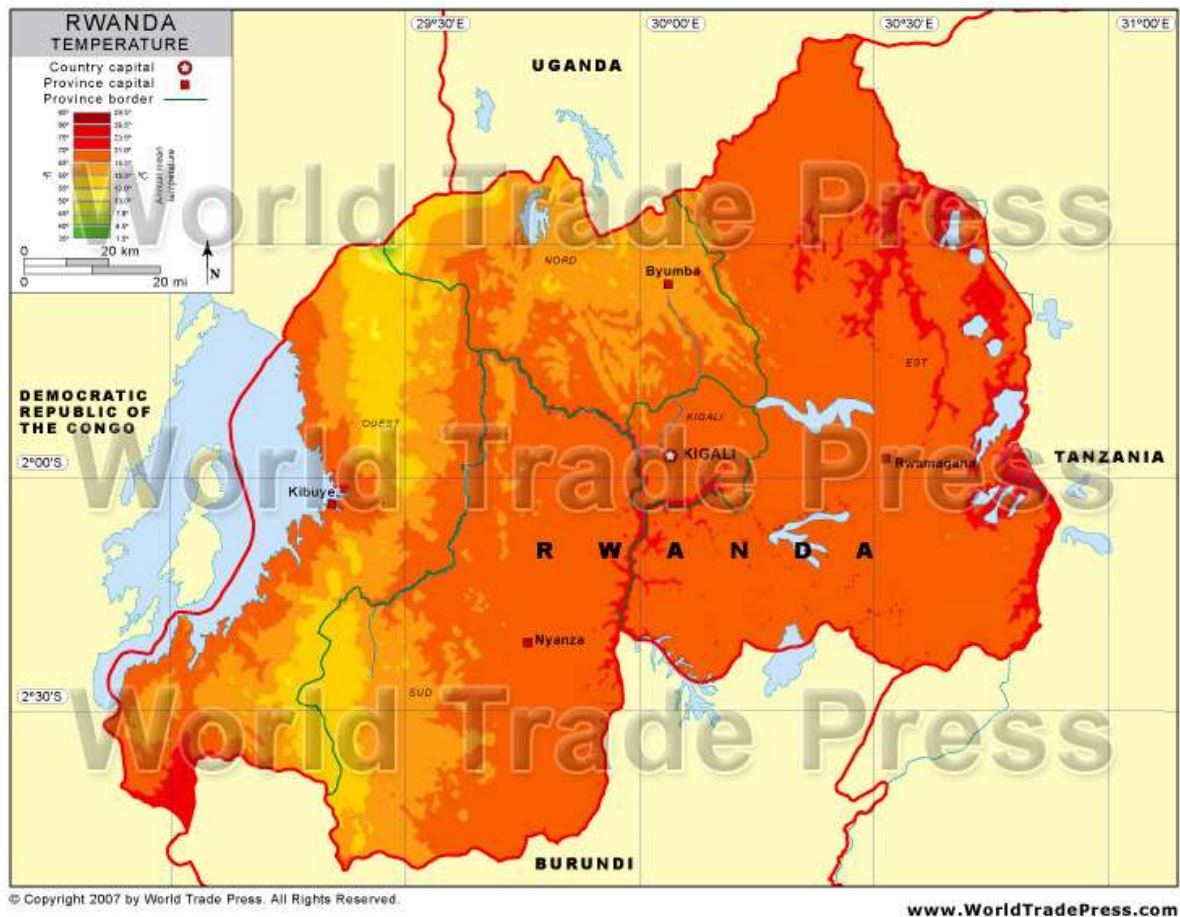 RWANDA
TEMPERATURE
Country capital
Province capital
Province border
°F
°C
Annual mean
temperature
0 20 km
0 20 mi
N
29°30'E
30°00'E
30°30'E
31°00'E
2°00'S
2°30'S
UGANDA
NORD
Byumba
DEMOCRATIC
REPUBLIC OF
THE CONGO
OUEST
EST
KIGALI
KIGALI
Rwamagana
TANZANIA
Kibuye
RWANDA
Nyanza
SUD
BURUNDI
World Trade Press
World Trade Press
World Trade Press
© Copyright 2007 by World Trade Press. All Rights Reserved.
www.WorldTradePress.com